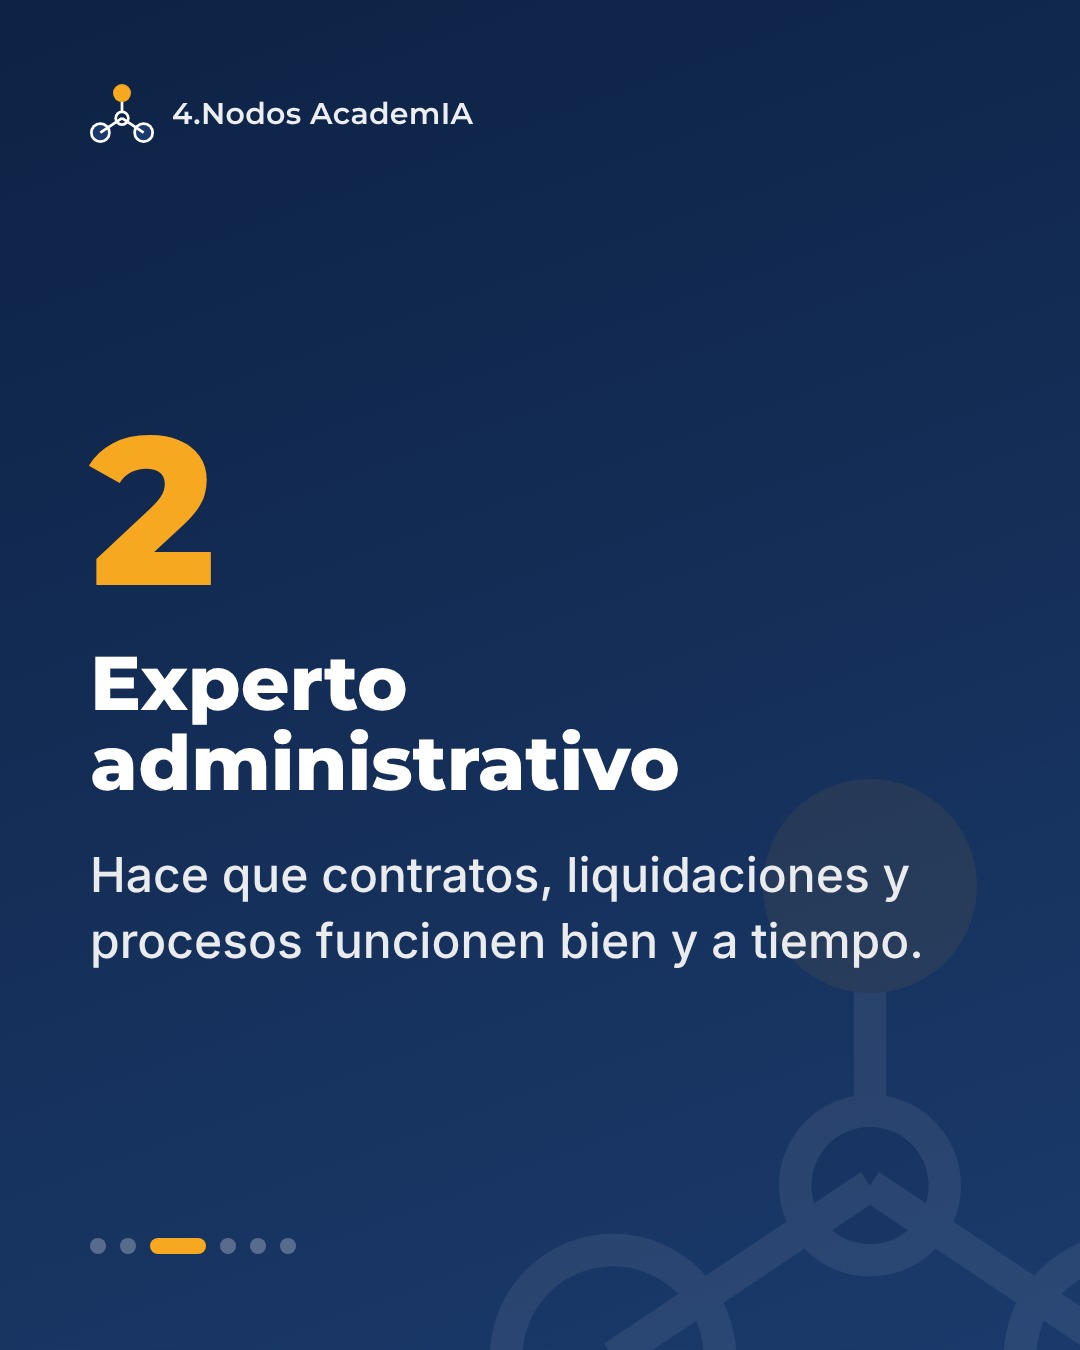 4.Nodos AcademIA
2
Experto
administrativo
Hace que contratos, liquidaciones y
procesos funcionen bien y a tiempo.